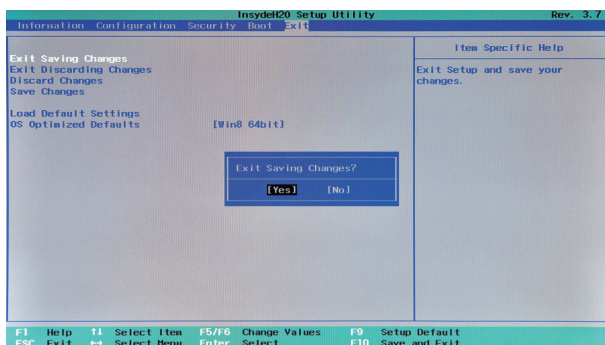 InsydeH20 Setup Utility Rev. 3.7
Information Configuration Security Boot Exit
Item Specific Help
Exit Saving Changes
Exit Discarding Changes
Discard Changes
Save Changes
Load Default Settings
OS Optimized Defaults [Win8 64bit]
Exit Setup and save your
changes.
Exit Saving Changes?
[Yes] [No]
F1 Help ↑↓ Select Item F5/F6 Change Values F9 Setup Default
ESC Exit ↔ Select Menu Enter Select F10 Save and Exit